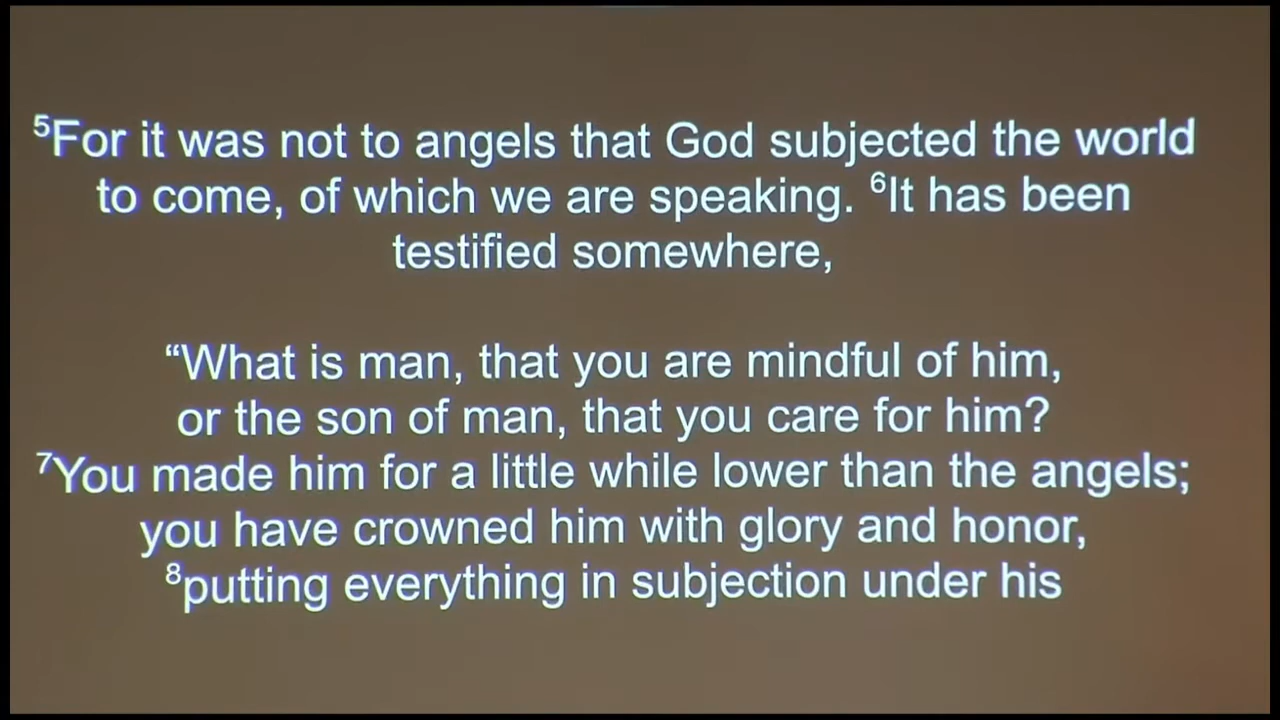 ⁵For it was not to angels that God subjected the world
to come, of which we are speaking. ⁶It has been
testified somewhere,
“What is man, that you are mindful of him,
or the son of man, that you care for him?
⁷You made him for a little while lower than the angels;
you have crowned him with glory and honor,
⁸putting everything in subjection under his